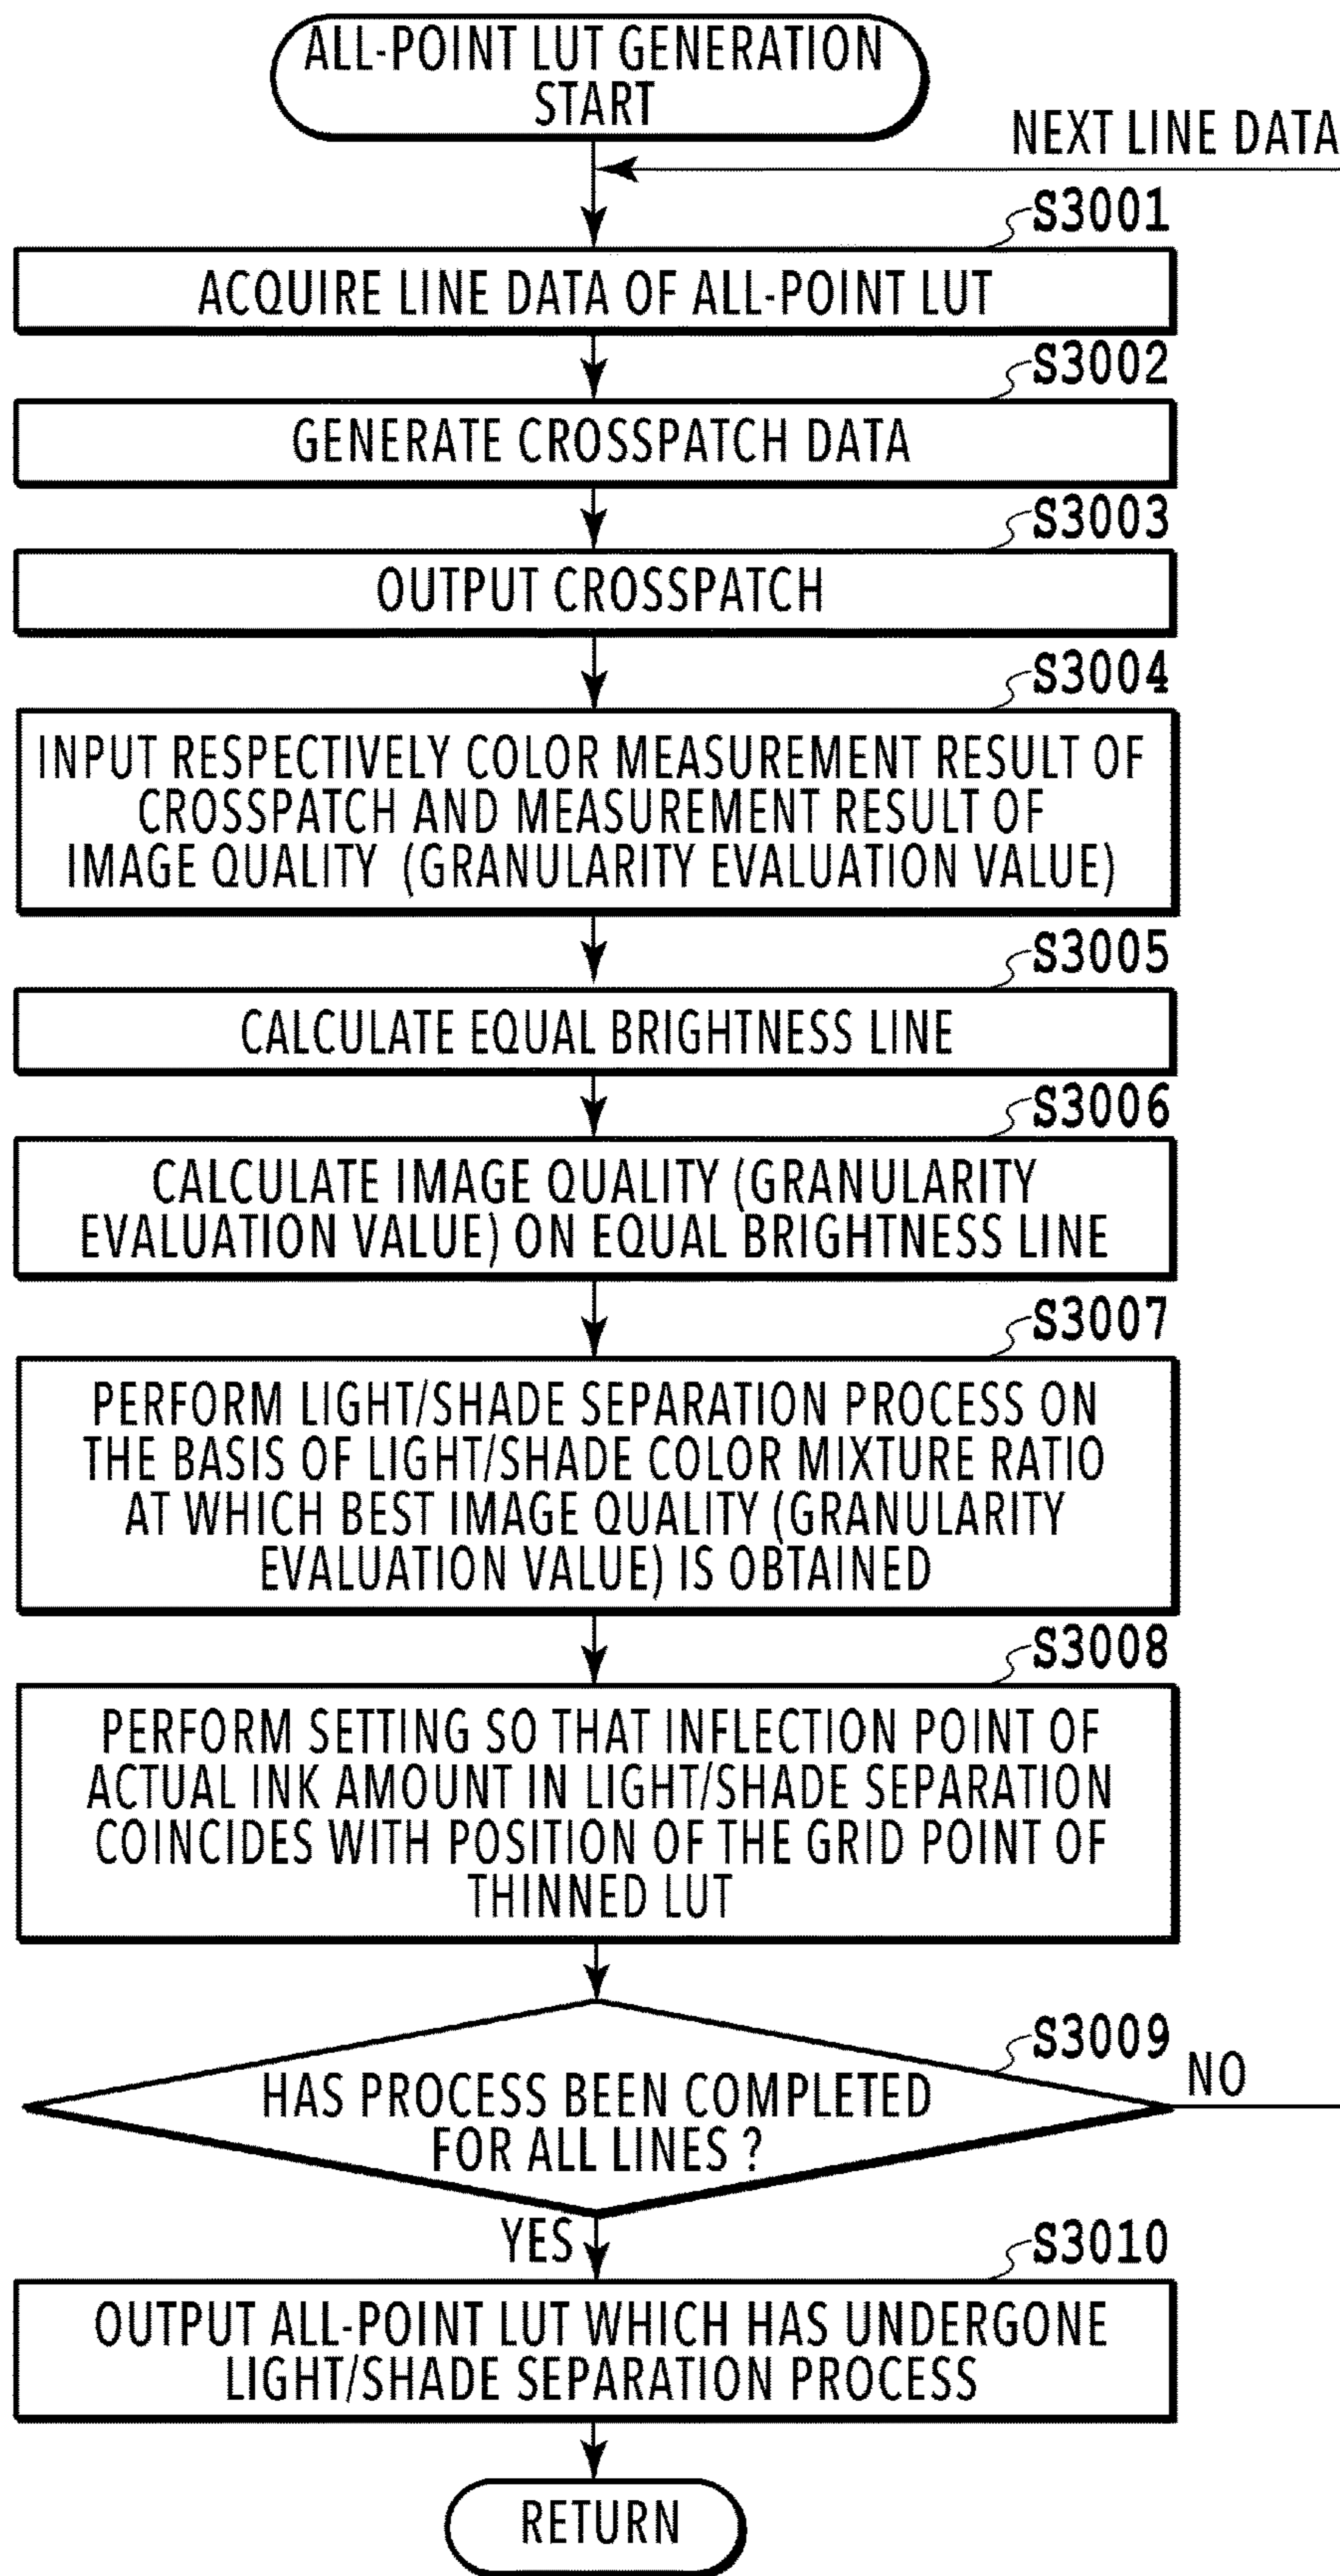 ALL-POINT LUT GENERATION
START
NEXT LINE DATA
S3001
ACQUIRE LINE DATA OF ALL-POINT LUT
S3002
GENERATE CROSSPATCH DATA
S3003
OUTPUT CROSSPATCH
S3004
INPUT RESPECTIVELY COLOR MEASUREMENT RESULT OF
CROSSPATCH AND MEASUREMENT RESULT OF
IMAGE QUALITY (GRANULARITY EVALUATION VALUE)
S3005
CALCULATE EQUAL BRIGHTNESS LINE
S3006
CALCULATE IMAGE QUALITY (GRANULARITY
EVALUATION VALUE) ON EQUAL BRIGHTNESS LINE
S3007
PERFORM LIGHT/SHADE SEPARATION PROCESS ON
THE BASIS OF LIGHT/SHADE COLOR MIXTURE RATIO
AT WHICH BEST IMAGE QUALITY (GRANULARITY
EVALUATION VALUE) IS OBTAINED
S3008
PERFORM SETTING SO THAT INFLECTION POINT OF
ACTUAL INK AMOUNT IN LIGHT/SHADE SEPARATION
COINCIDES WITH POSITION OF THE GRID POINT OF
THINNED LUT
S3009
NO
HAS PROCESS BEEN COMPLETED
FOR ALL LINES ?
YES
S3010
OUTPUT ALL-POINT LUT WHICH HAS UNDERGONE
LIGHT/SHADE SEPARATION PROCESS
RETURN